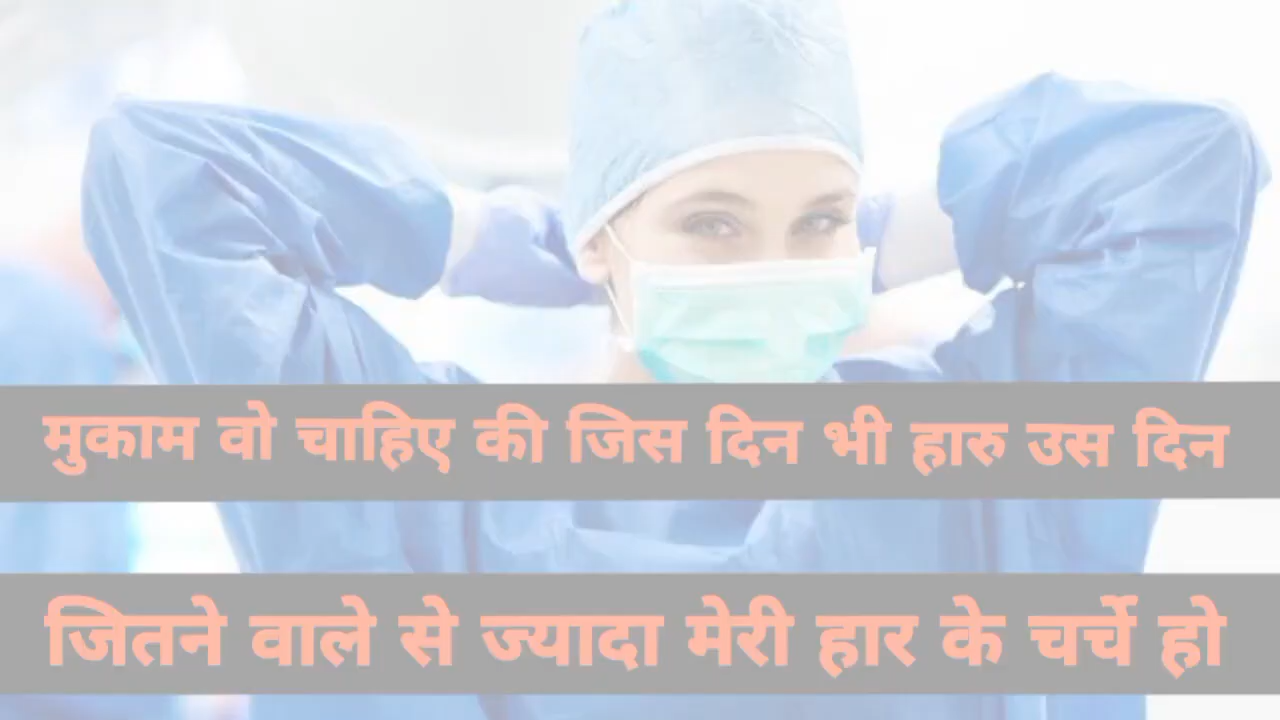 मुकाम वो चाहिए की जिस दिन भी हारु उस दिन
जितने वाले से ज्यादा मेरी हार के चर्चे हो